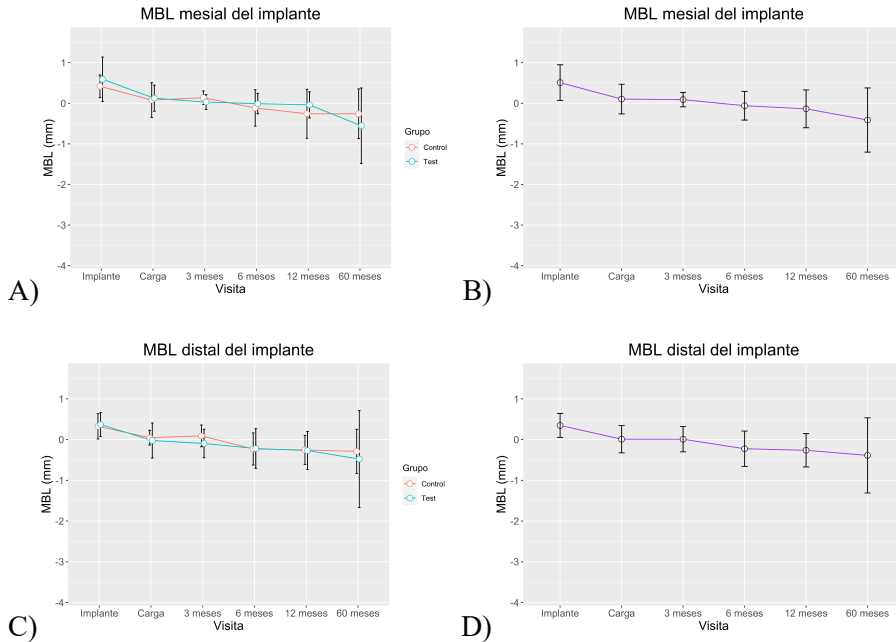 MBL mesial del implante
MBL (mm)
1
0
-1
-2
-3
-4
Implante Carga 3 meses 6 meses 12 meses 60 meses
Visita
Grupo
Control
Test
A)
MBL mesial del implante
MBL (mm)
1
0
-1
-2
-3
-4
Implante Carga 3 meses 6 meses 12 meses 60 meses
Visita
B)
MBL distal del implante
MBL (mm)
1
0
-1
-2
-3
-4
Implante Carga 3 meses 6 meses 12 meses 60 meses
Visita
Grupo
Control
Test
C)
MBL distal del implante
MBL (mm)
1
0
-1
-2
-3
-4
Implante Carga 3 meses 6 meses 12 meses 60 meses
Visita
D)